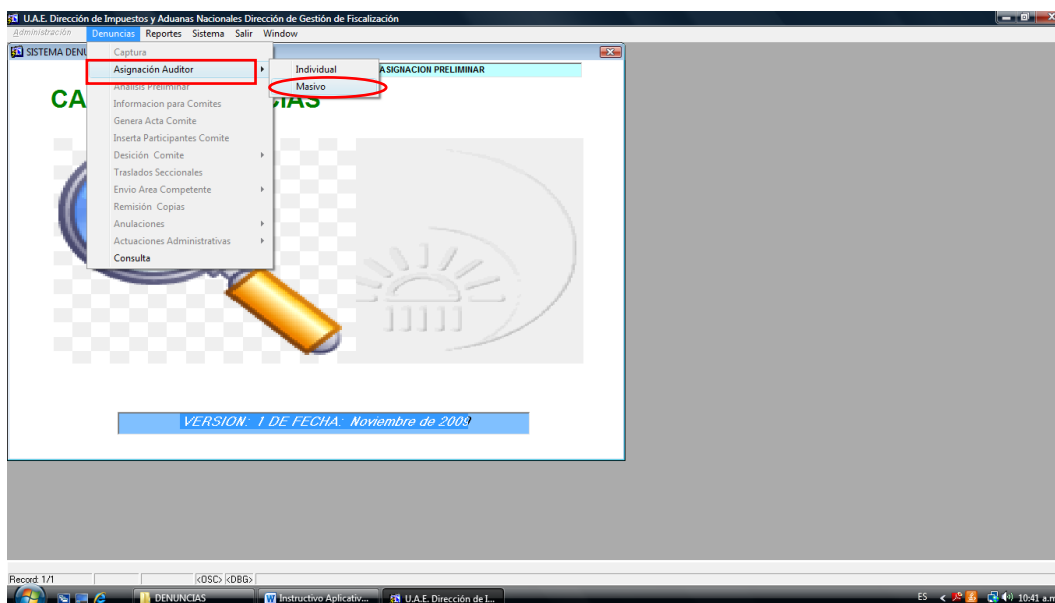 U.A.E. Dirección de Impuestos y Aduanas Nacionales Dirección de Gestión de Fiscalización
Administración Denuncias Reportes Sistema Salir Window
SISTEMA DENU
Captura
Asignación Auditor
Individual
ASIGNACION PRELIMINAR
Analisis Preliminar
Masivo
CA
IAS
Informacion para Comites
Genera Acta Comite
Inserta Participantes Comite
Desición Comite
Traslados Seccionales
Envio Area Competente
Remisión Copias
Anulaciones
Actuaciones Administrativas
Consulta
VERSION: 1 DE FECHA: Noviembre de 2009
Record: 1/1 <OSC> <DBG>
DENUNCIAS Instructivo Aplicativ... U.A.E. Dirección de I... ES 10:41 a.m